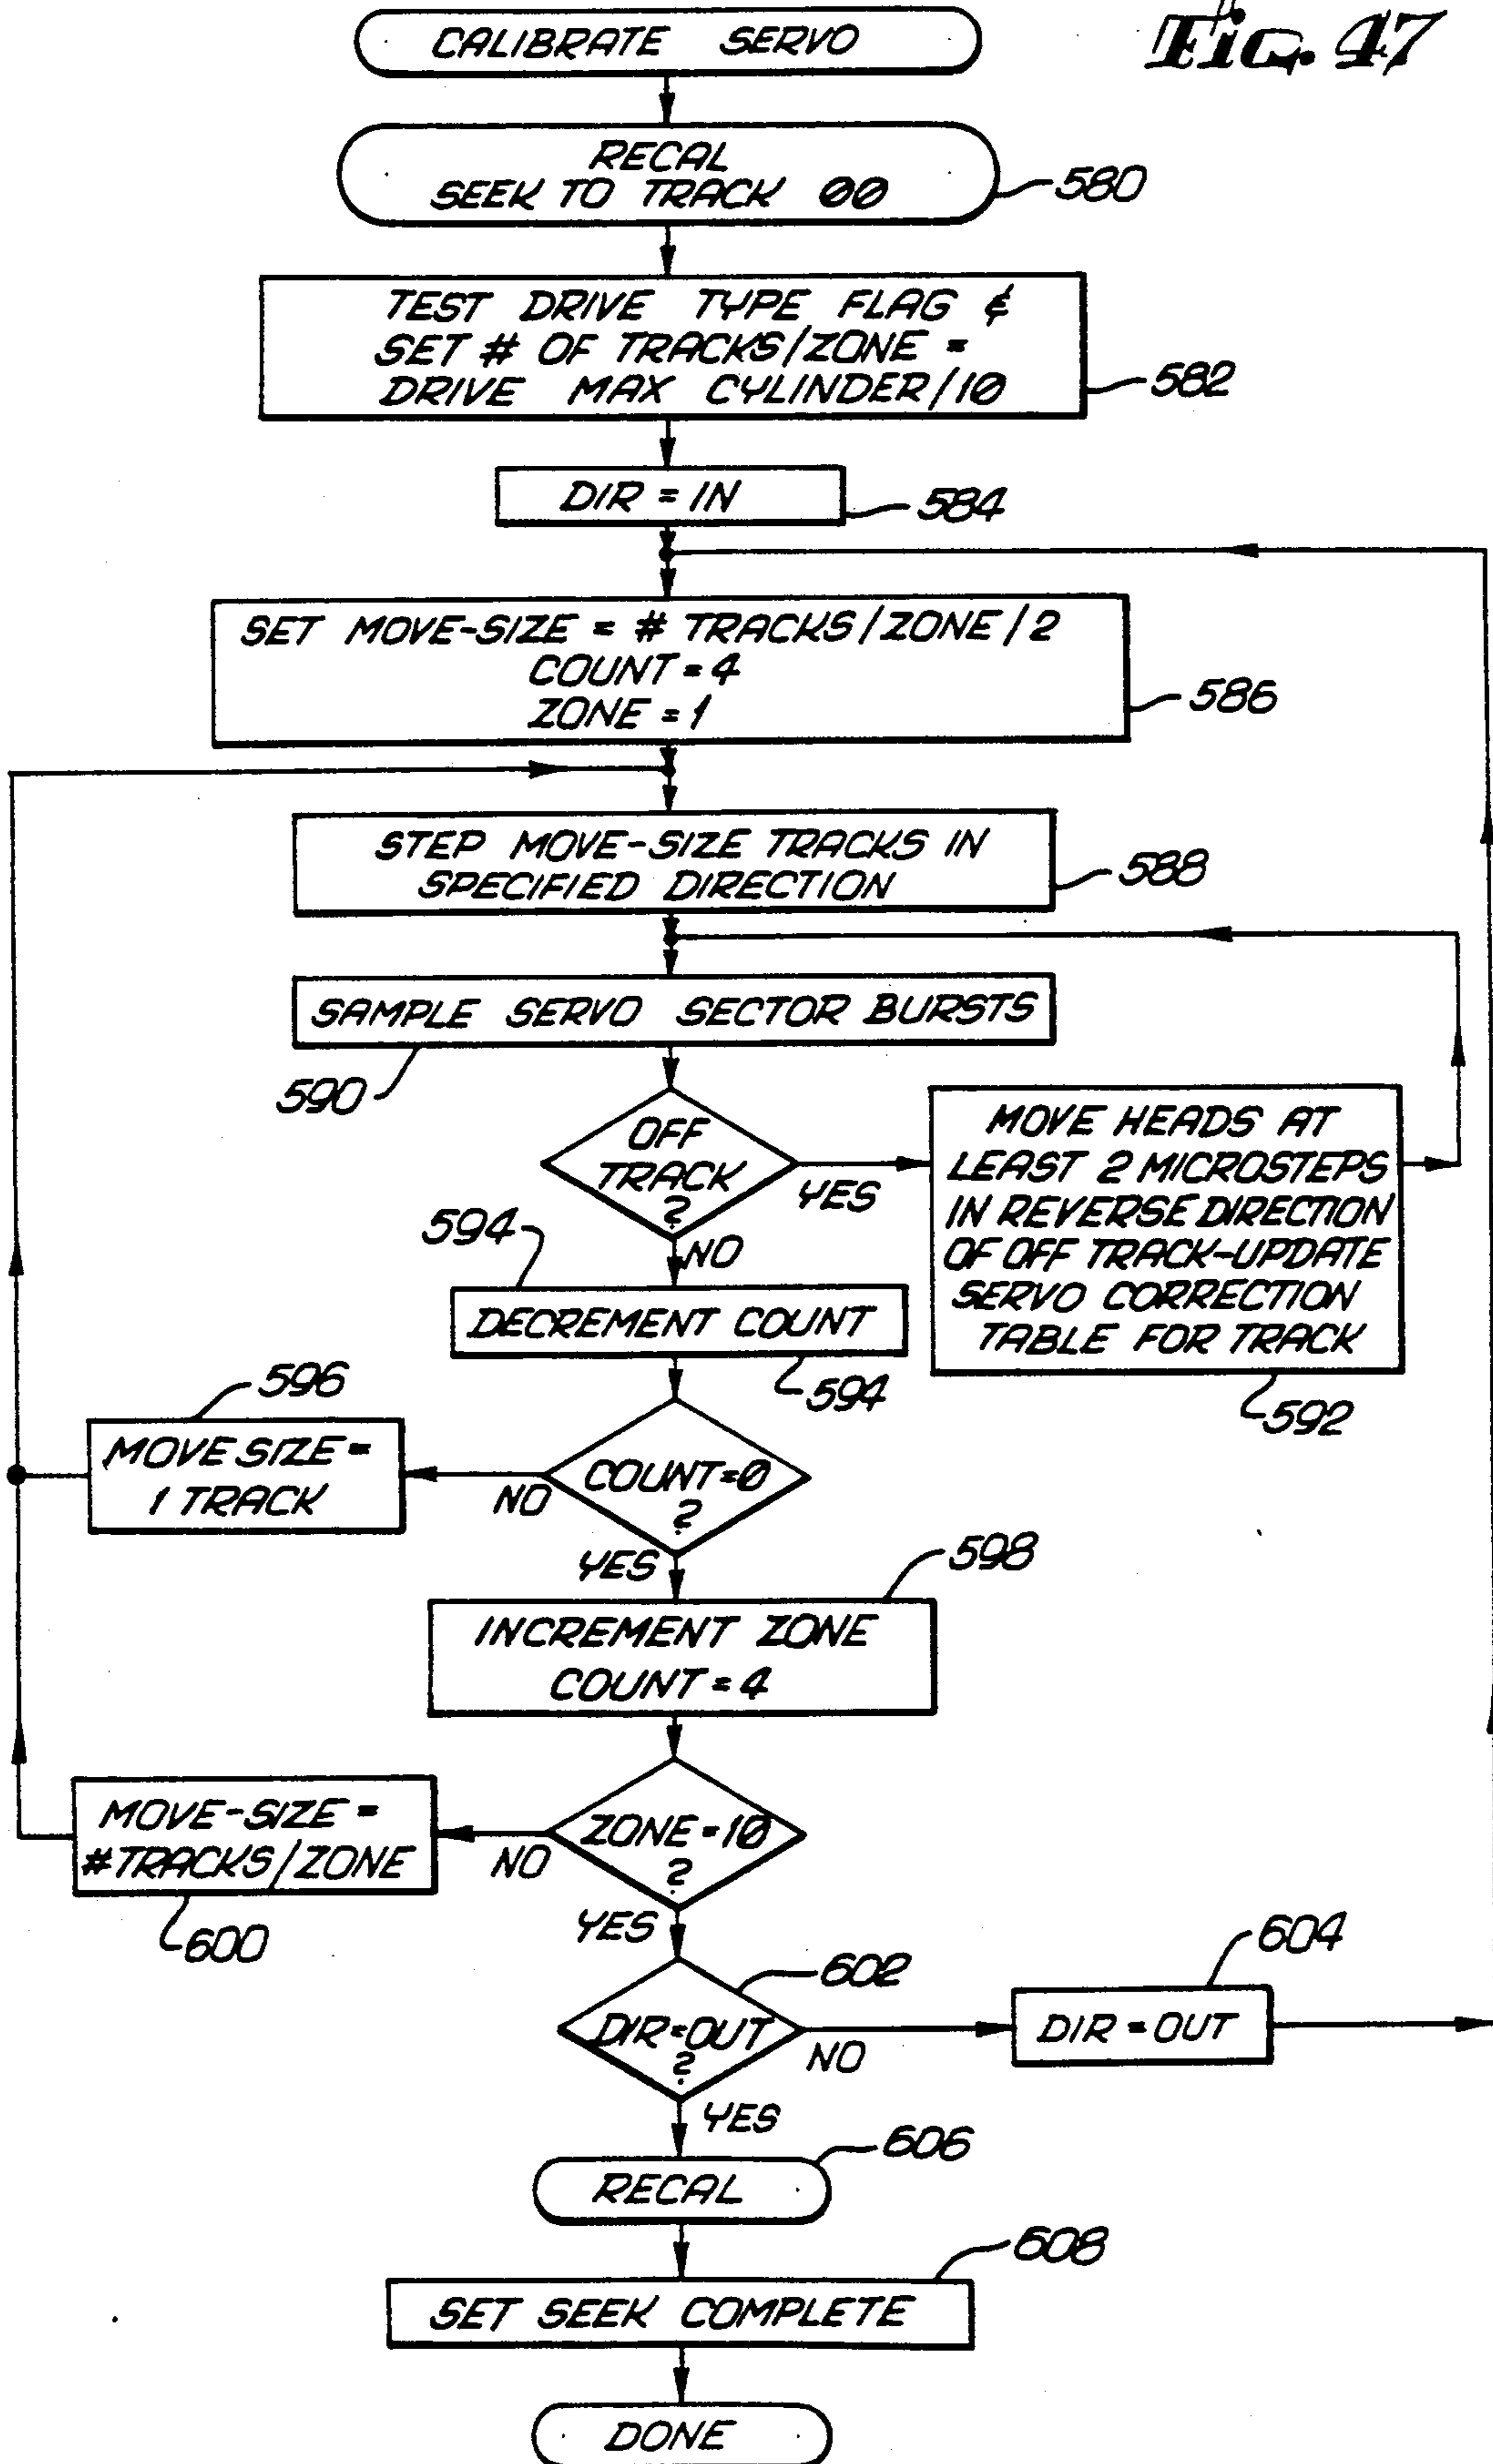 Fig. 47
CALIBRATE SERVO
RECAL
SEEK TO TRACK 00
580
TEST DRIVE TYPE FLAG &
SET # OF TRACKS/ZONE =
DRIVE MAX CYLINDER/10
582
DIR = IN
584
SET MOVE-SIZE = # TRACKS/ZONE/2
COUNT = 4
ZONE = 1
586
STEP MOVE-SIZE TRACKS IN
SPECIFIED DIRECTION
588
SAMPLE SERVO SECTOR BURSTS
590
OFF
TRACK
?
YES
NO
MOVE HEADS AT
LEAST 2 MICROSTEPS
IN REVERSE DIRECTION
OF OFF TRACK-UPDATE
SERVO CORRECTION
TABLE FOR TRACK
592
594
DECREMENT COUNT
594
596
MOVE SIZE =
1 TRACK
COUNT=0
?
NO
YES
598
INCREMENT ZONE
COUNT = 4
MOVE-SIZE =
#TRACKS/ZONE
600
ZONE=10
?
NO
YES
602
DIR=OUT
?
NO
YES
604
DIR = OUT
606
RECAL
608
SET SEEK COMPLETE
DONE